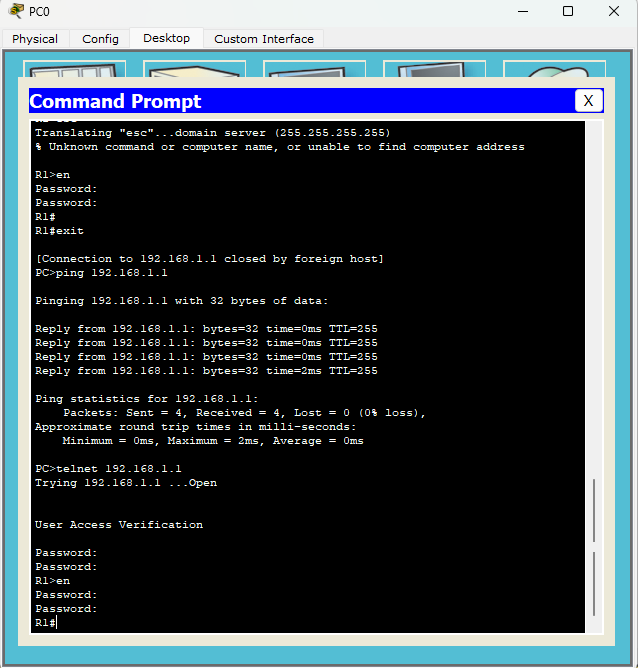 PC0
Physical Config Desktop Custom Interface
Command Prompt
X
Translating "esc"...domain server (255.255.255.255)
% Unknown command or computer name, or unable to find computer address
R1>en
Password:
Password:
R1#
R1#exit
[Connection to 192.168.1.1 closed by foreign host]
PC>ping 192.168.1.1
Pinging 192.168.1.1 with 32 bytes of data:
Reply from 192.168.1.1: bytes=32 time=0ms TTL=255
Reply from 192.168.1.1: bytes=32 time=0ms TTL=255
Reply from 192.168.1.1: bytes=32 time=0ms TTL=255
Reply from 192.168.1.1: bytes=32 time=2ms TTL=255
Ping statistics for 192.168.1.1:
Packets: Sent = 4, Received = 4, Lost = 0 (0% loss),
Approximate round trip times in milli-seconds:
Minimum = 0ms, Maximum = 2ms, Average = 0ms
PC>telnet 192.168.1.1
Trying 192.168.1.1 ...Open
User Access Verification
Password:
Password:
R1>en
Password:
Password:
R1#